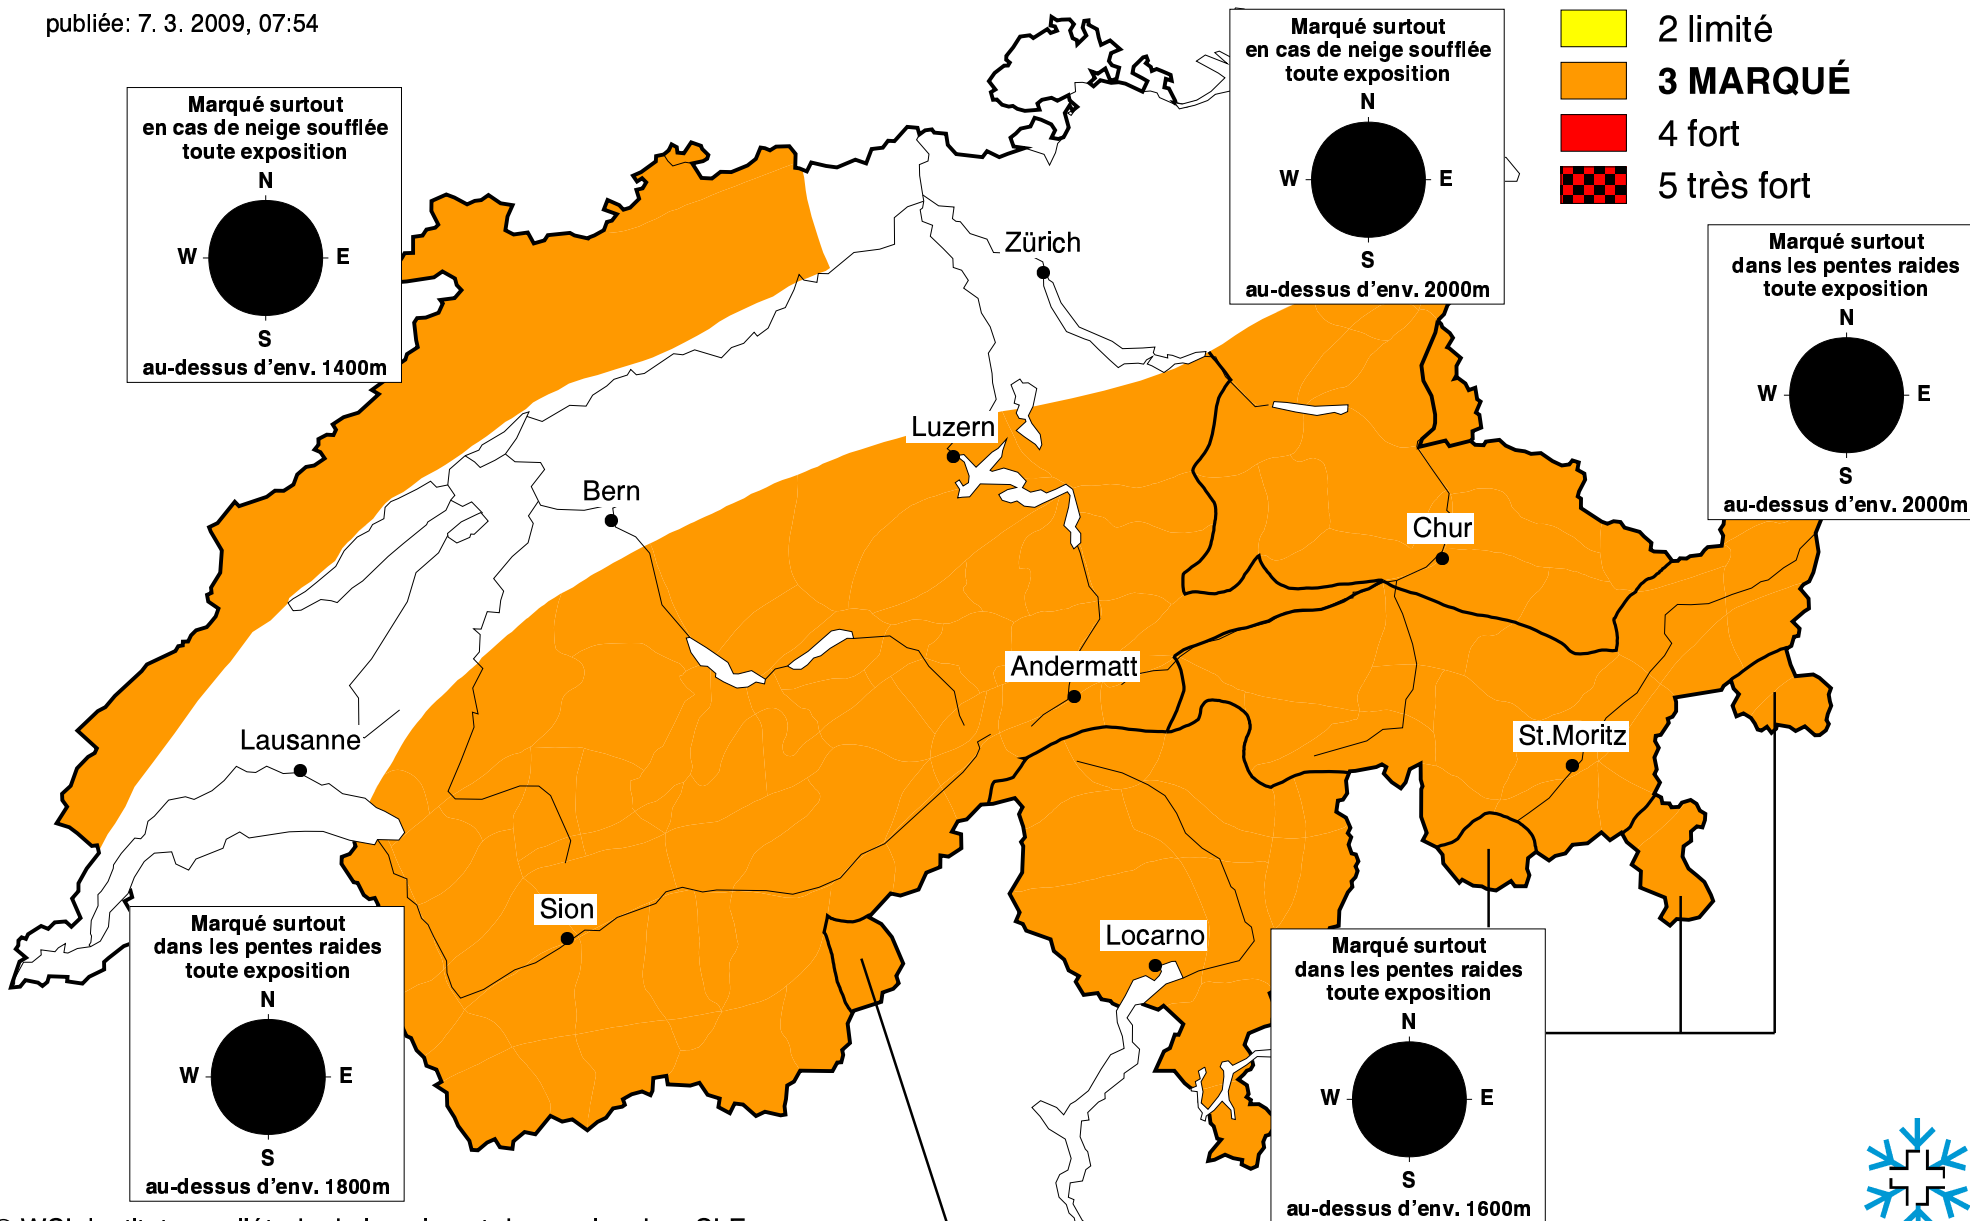 publiée: 7. 3. 2009, 07:54
2 limité
3 MARQUÉ
4 fort
5 très fort
Marqué surtout
en cas de neige soufflée
toute exposition
N
W
E
S
au-dessus d'env. 1400m
Marqué surtout
en cas de neige soufflée
toute exposition
N
W
E
S
au-dessus d'env. 2000m
Marqué surtout
dans les pentes raides
toute exposition
N
W
E
S
au-dessus d'env. 2000m
Zürich
Luzern
Bern
Chur
Andermatt
St.Moritz
Lausanne
Sion
Locarno
Marqué surtout
dans les pentes raides
toute exposition
N
W
E
S
au-dessus d'env. 1800m
Marqué surtout
dans les pentes raides
toute exposition
N
W
E
S
au-dessus d'env. 1600m